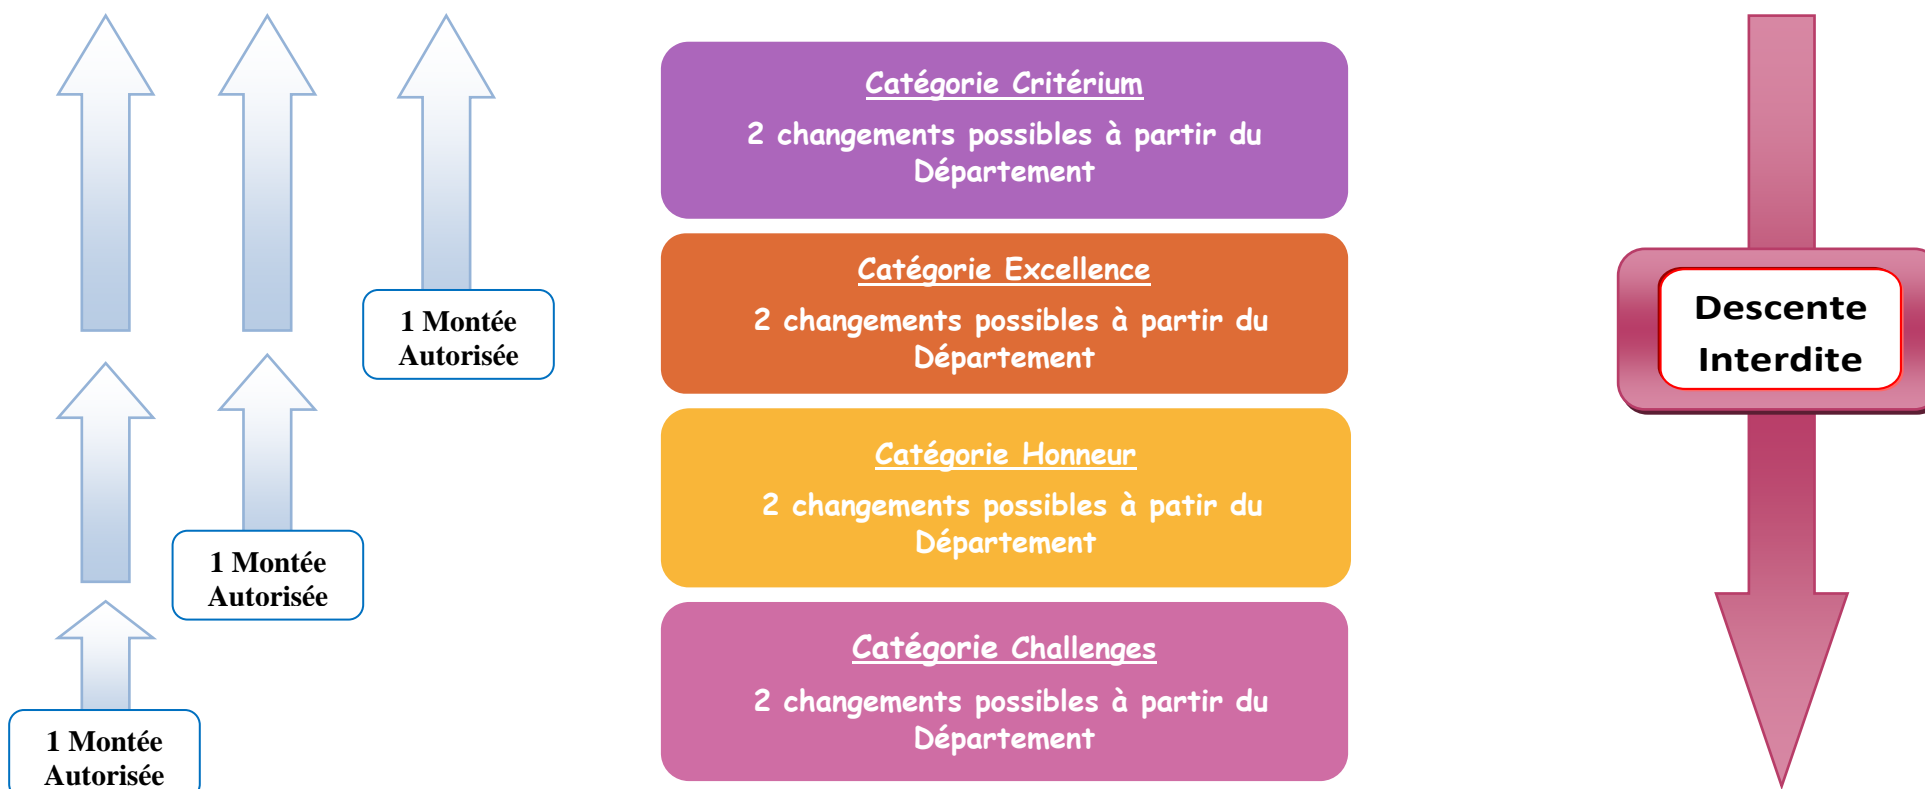 Catégorie Critérium
2 changements possibles à partir du
Département
Catégorie Excellence
2 changements possibles à partir du
Département
1 Montée
Autorisée
Descente
Interdite
Catégorie Honneur
2 changements possibles à patir du
Département
1 Montée
Autorisée
Catégorie Challenges
2 changements possibles à partir du
Département
1 Montée
Autorisée